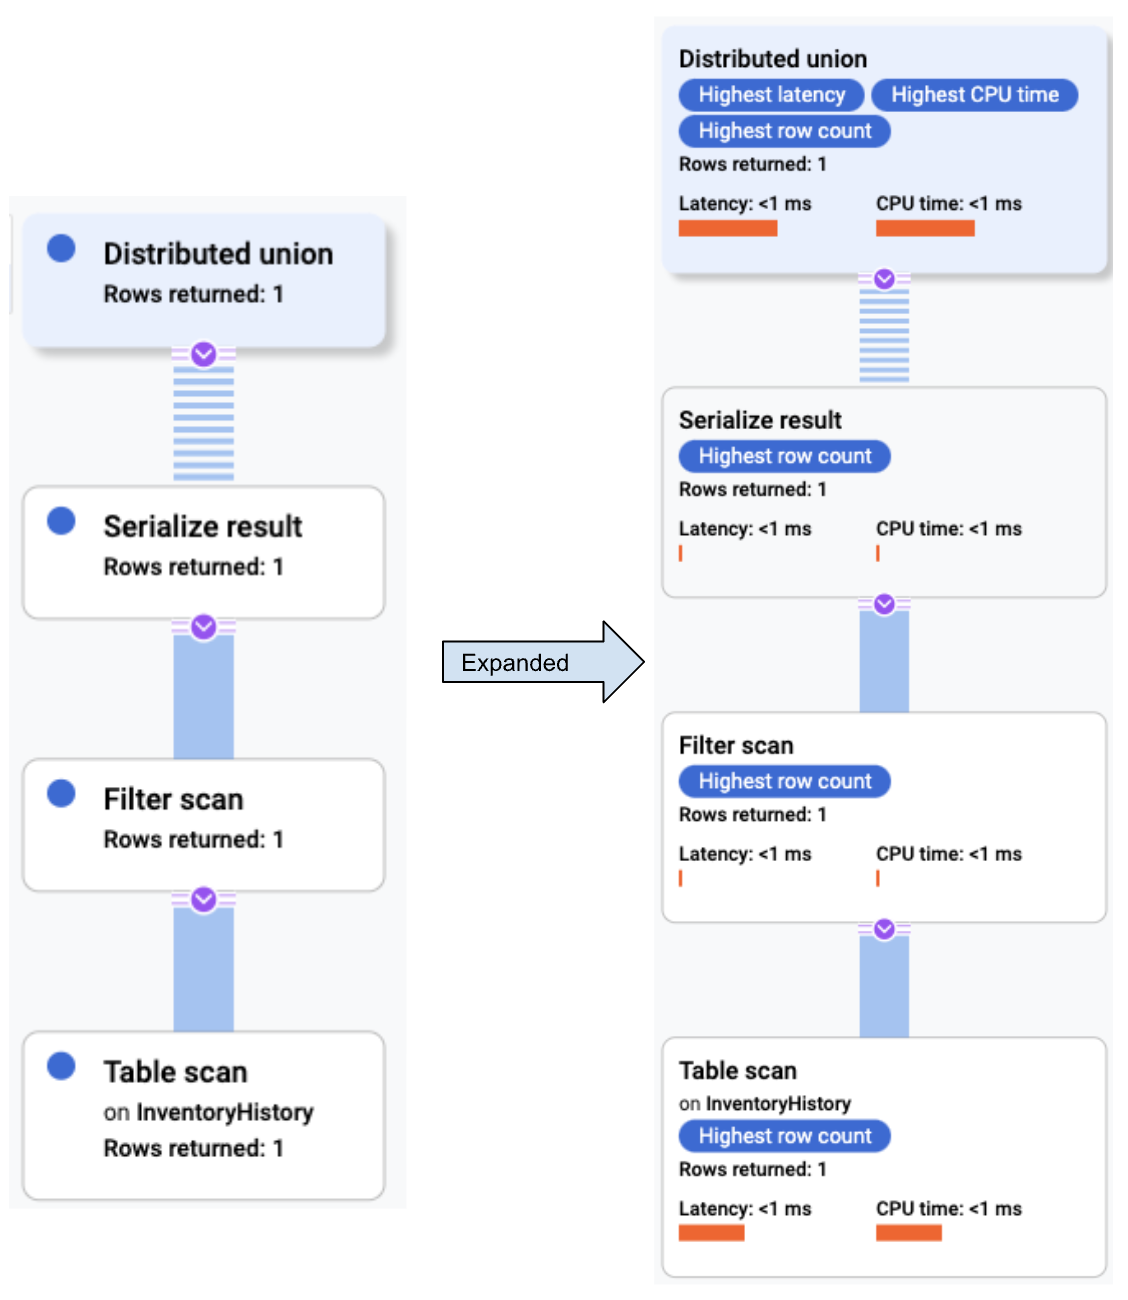 Distributed union
Rows returned: 1
Serialize result
Rows returned: 1
Filter scan
Rows returned: 1
Table scan
on InventoryHistory
Rows returned: 1
Expanded
Distributed union
Highest latency Highest CPU time
Highest row count
Rows returned: 1
Latency: <1 ms CPU time: <1 ms
Serialize result
Highest row count
Rows returned: 1
Latency: <1 ms CPU time: <1 ms
Filter scan
Highest row count
Rows returned: 1
Latency: <1 ms CPU time: <1 ms
Table scan
on InventoryHistory
Highest row count
Rows returned: 1
Latency: <1 ms CPU time: <1 ms